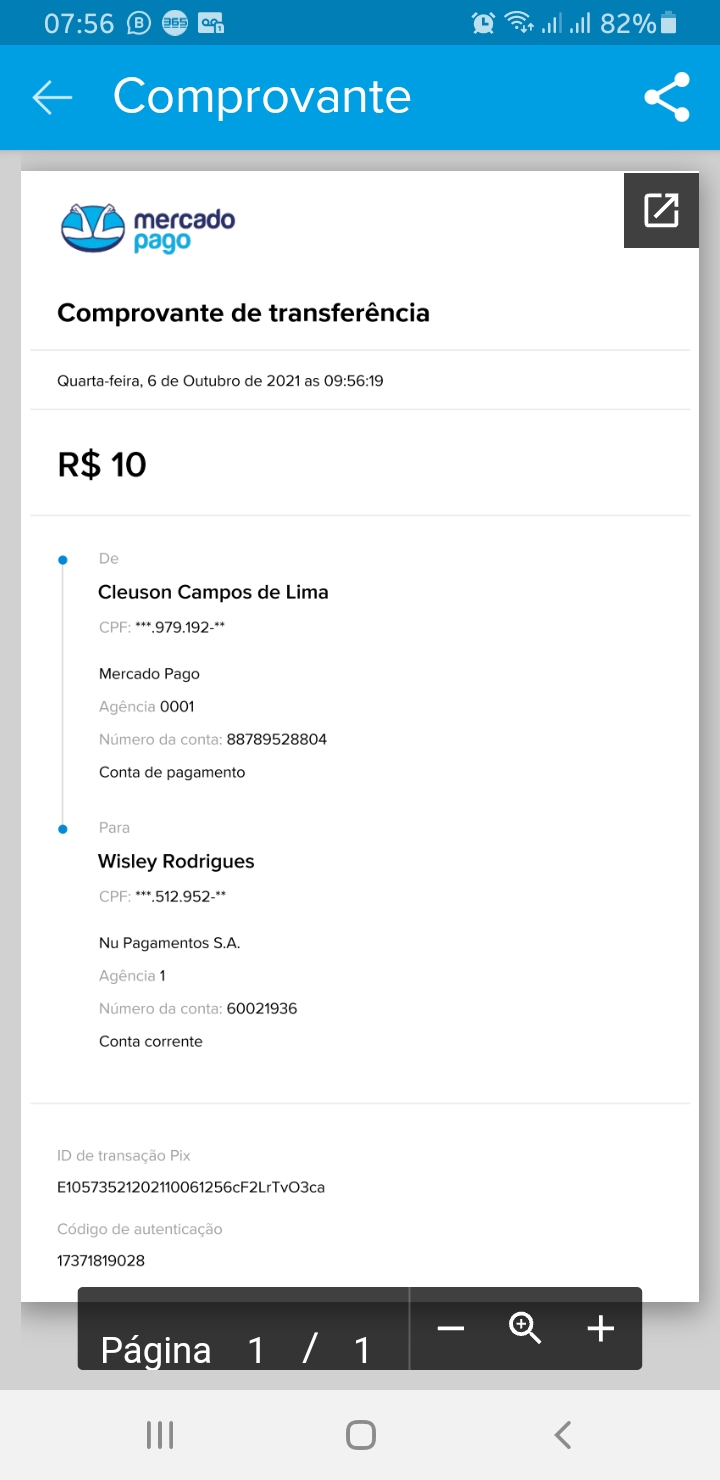 07:56 B 365 82%
Comprovante
mercado
pago
Comprovante de transferência
Quarta-feira, 6 de Outubro de 2021 as 09:56:19
R$ 10
De
Cleuson Campos de Lima
CPF: ***.979.192-**
Mercado Pago
Agência 0001
Número da conta: 88789528804
Conta de pagamento
Para
Wisley Rodrigues
CPF: ***.512.952-**
Nu Pagamentos S.A.
Agência 1
Número da conta: 60021936
Conta corrente
ID de transação Pix
E10573521202110061256cF2LrTvO3ca
Código de autenticação
17371819028
Página 1 / 1